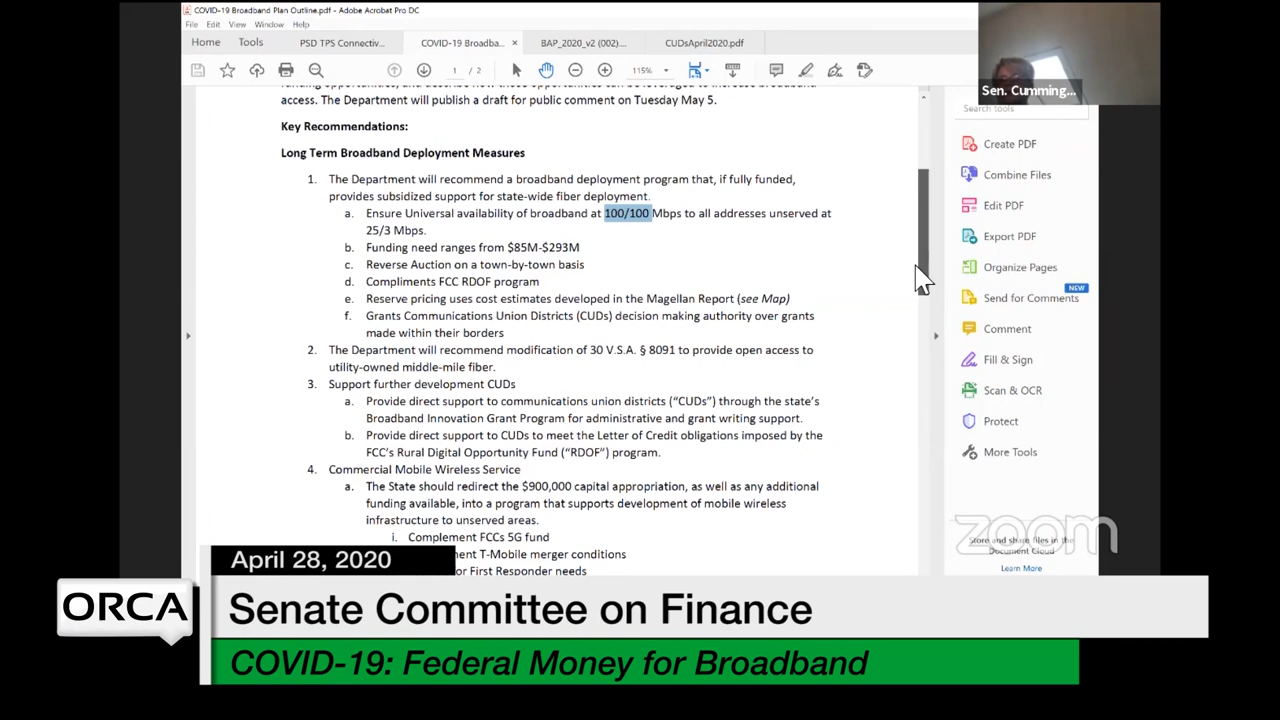 COVID-19 Broadband Plan Outline.pdf - Adobe Acrobat Pro DC
File Edit View Window Help
Home Tools PSD TPS Connectiv... COVID-19 Broadba... × BAP_2020_v2 (002).... CUDsApril2020.pdf
1 / 2 115%
Sen. Cumming...
access. The Department will publish a draft for public comment on Tuesday May 5.
Key Recommendations:
Long Term Broadband Deployment Measures
1. The Department will recommend a broadband deployment program that, if fully funded,
provides subsidized support for state-wide fiber deployment.
a. Ensure Universal availability of broadband at 100/100 Mbps to all addresses unserved at
25/3 Mbps.
b. Funding need ranges from $85M-$293M
c. Reverse Auction on a town-by-town basis
d. Compliments FCC RDOF program
e. Reserve pricing uses cost estimates developed in the Magellan Report (see Map)
f. Grants Communications Union Districts (CUDs) decision making authority over grants
made within their borders
2. The Department will recommend modification of 30 V.S.A. § 8091 to provide open access to
utility-owned middle-mile fiber.
3. Support further development CUDs
a. Provide direct support to communications union districts (“CUDs”) through the state’s
Broadband Innovation Grant Program for administrative and grant writing support.
b. Provide direct support to CUDs to meet the Letter of Credit obligations imposed by the
FCC’s Rural Digital Opportunity Fund (“RDOF”) program.
4. Commercial Mobile Wireless Service
a. The State should redirect the $900,000 capital appropriation, as well as any additional
funding available, into a program that supports development of mobile wireless
infrastructure to unserved areas.
i. Complement FCCs 5G fund
ment T-Mobile merger conditions
or First Responder needs
Search tools
Create PDF
Combine Files
Edit PDF
Export PDF
Organize Pages
NEW
Send for Comments
Comment
Fill & Sign
Scan & OCR
Protect
More Tools
zoom
Store and share files in the
Document Cloud
Learn More
April 28, 2020
ORCA
Senate Committee on Finance
COVID-19: Federal Money for Broadband